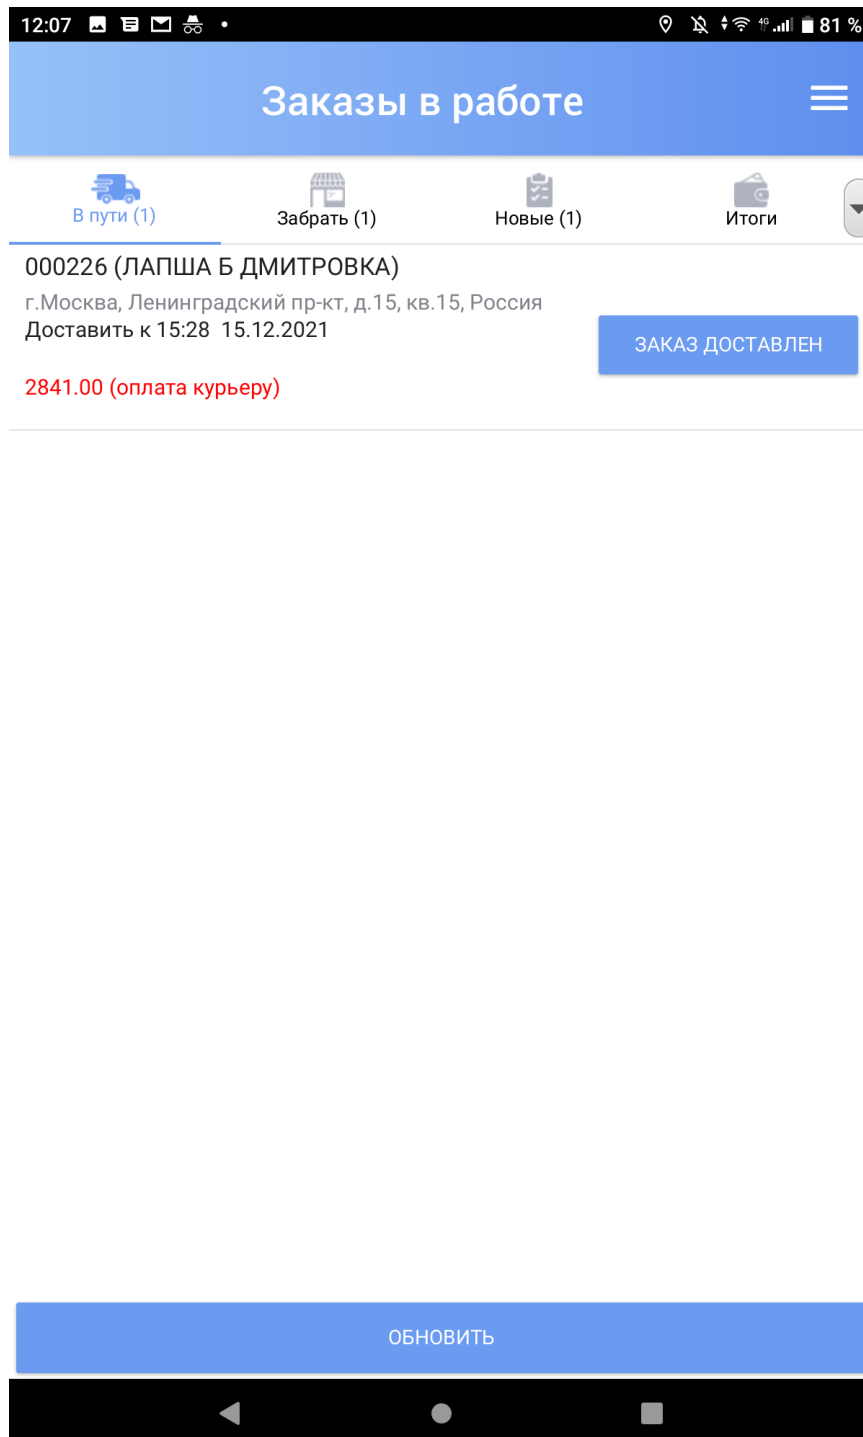 12:07 4G 81 %
Заказы в работе
В пути (1) Забрать (1) Новые (1) Итоги
000226 (ЛАПША Б ДМИТРОВКА)
г.Москва, Ленинградский пр-кт, д.15, кв.15, Россия
Доставить к 15:28 15.12.2021
ЗАКАЗ ДОСТАВЛЕН
2841.00 (оплата курьеру)
ОБНОВИТЬ